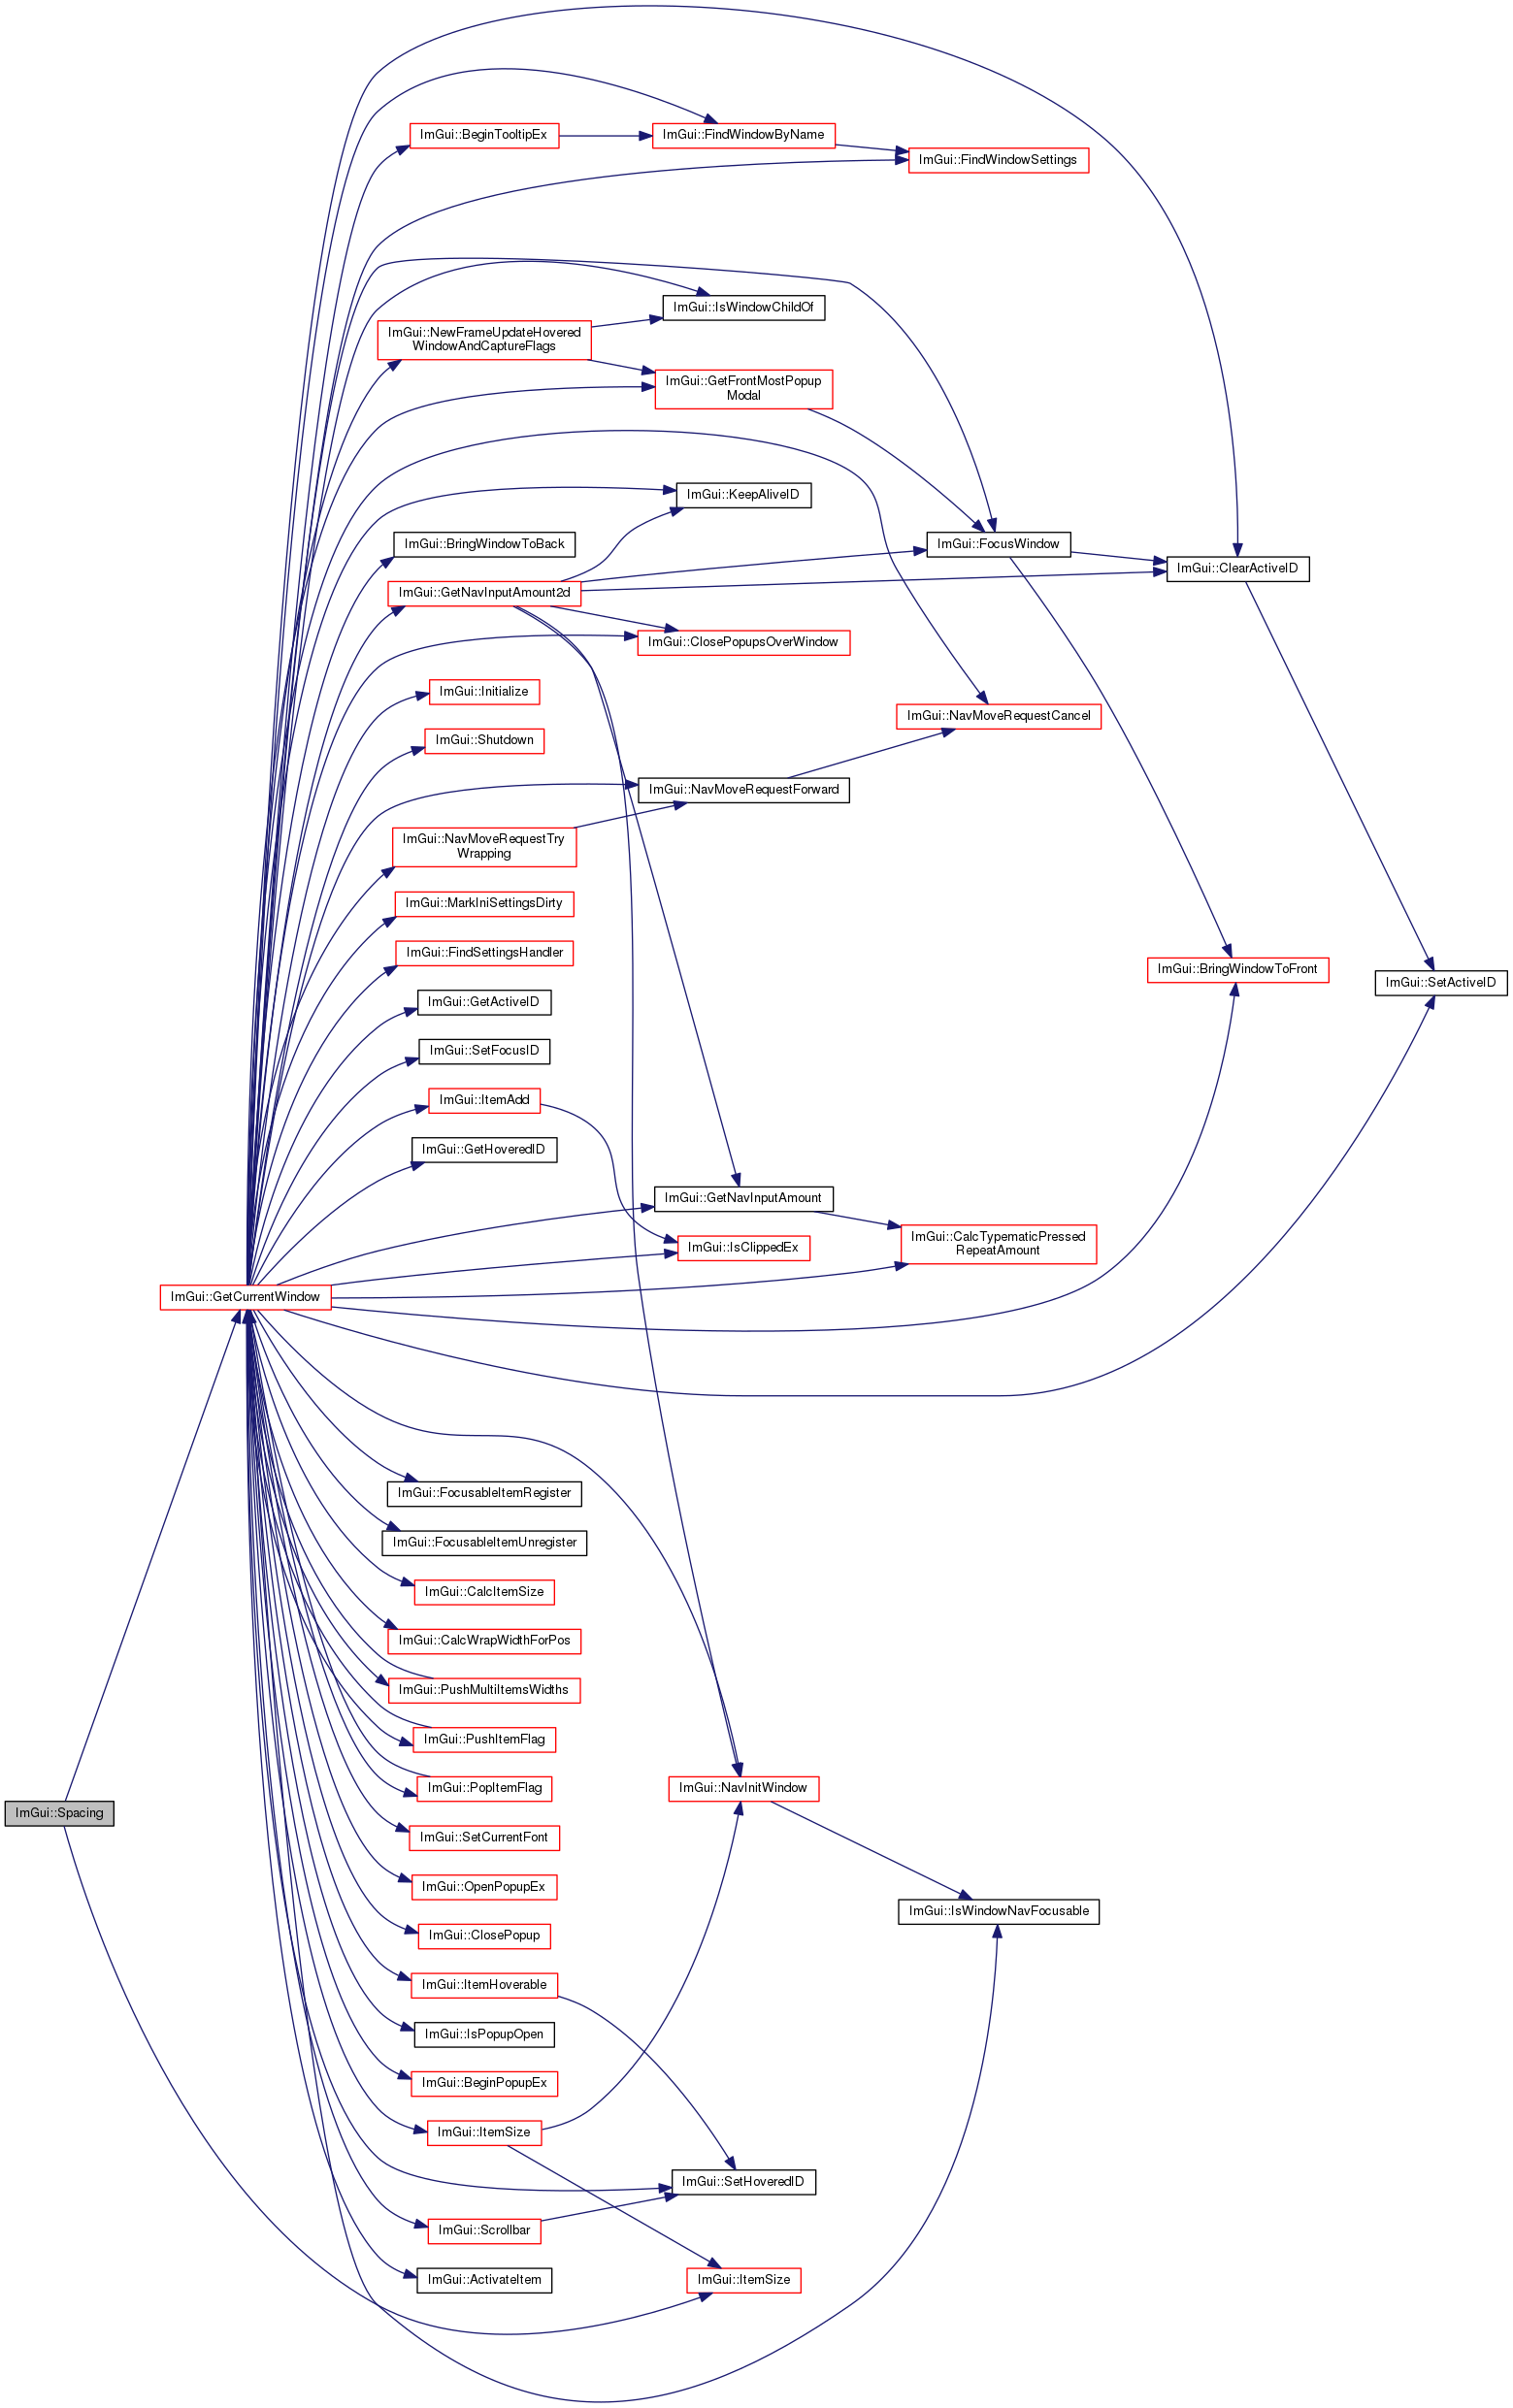 ImGui::BeginTooltipEx
ImGui::FindWindowByName
ImGui::FindWindowSettings
ImGui::IsWindowChildOf
ImGui::NewFrameUpdateHovered
WindowAndCaptureFlags
ImGui::GetFrontMostPopup
Modal
ImGui::KeepAliveID
ImGui::BringWindowToBack
ImGui::FocusWindow
ImGui::ClearActiveID
ImGui::GetNavInputAmount2d
ImGui::ClosePopupsOverWindow
ImGui::Initialize
ImGui::NavMoveRequestCancel
ImGui::Shutdown
ImGui::NavMoveRequestForward
ImGui::NavMoveRequestTry
Wrapping
ImGui::MarkIniSettingsDirty
ImGui::FindSettingsHandler
ImGui::BringWindowToFront
ImGui::SetActiveID
ImGui::GetActiveID
ImGui::SetFocusID
ImGui::ItemAdd
ImGui::GetHoveredID
ImGui::GetNavInputAmount
ImGui::CalcTypematicPressed
RepeatAmount
ImGui::IsClippedEx
ImGui::GetCurrentWindow
ImGui::FocusableItemRegister
ImGui::FocusableItemUnregister
ImGui::CalcItemSize
ImGui::CalcWrapWidthForPos
ImGui::PushMultiItemsWidths
ImGui::PushItemFlag
ImGui::PopItemFlag
ImGui::NavInitWindow
ImGui::Spacing
ImGui::SetCurrentFont
ImGui::OpenPopupEx
ImGui::IsWindowNavFocusable
ImGui::ClosePopup
ImGui::ItemHoverable
ImGui::IsPopupOpen
ImGui::BeginPopupEx
ImGui::ItemSize
ImGui::SetHoveredID
ImGui::Scrollbar
ImGui::ActivateItem
ImGui::ItemSize